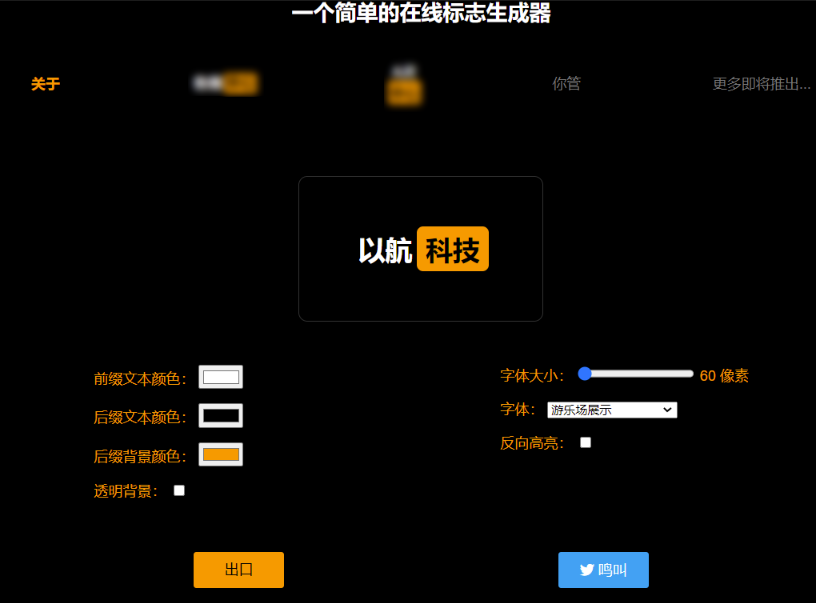 一个简单的在线标志生成器
关于
你管
更多即将推出...
以航 科技
前缀文本颜色：
后缀文本颜色：
后缀背景颜色：
透明背景：
字体大小： 60 像素
字体： 游乐场展示
反向高亮：
出口
鸣叫